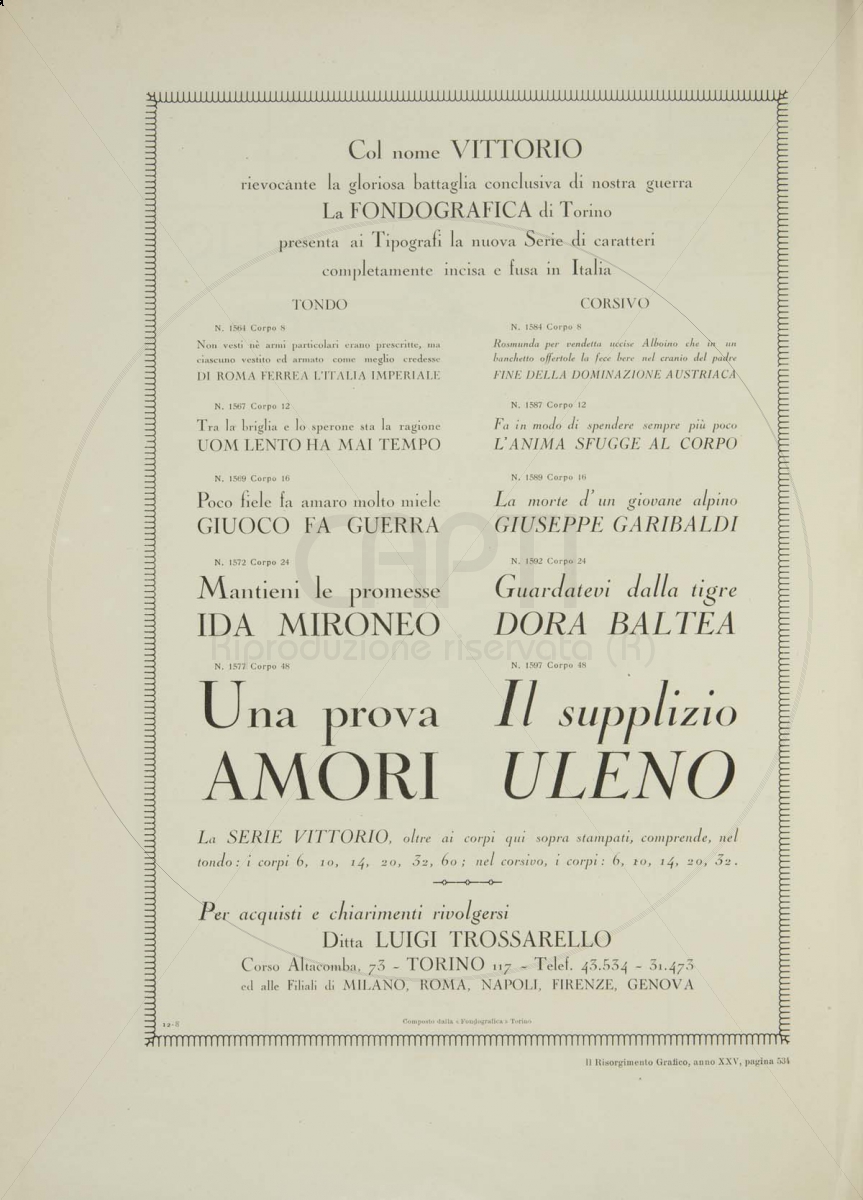 Col nome VITTORIO
rievocante la gloriosa battaglia conclusiva di nostra guerra
La FONDOGRAFICA di Torino
presenta ai Tipografi la nuova Serie di caratteri
completamente incisa e fusa in Italia
TONDO
N. 1564 Corpo 8
Non vesti nè armi particolari erano prescritte, ma
ciascuno vestito ed armato come meglio credesse
DI ROMA FERREA L'ITALIA IMPERIALE
N. 1567 Corpo 12
Tra la briglia e lo sperone sta la ragione
UOM LENTO HA MAI TEMPO
N. 1569 Corpo 16
Poco fiele fa amaro molto miele
GIUOCO FA GUERRA
N. 1572 Corpo 24
Mantieni le promesse
IDA MIRONEO
N. 1577 Corpo 48
Una prova
AMORI
CORSIVO
N. 1584 Corpo 8
Rosmunda per vendetta uccise Alboino che in un
banchetto offertole la fece bere nel cranio del padre
FINE DELLA DOMINAZIONE AUSTRIACA
N. 1587 Corpo 12
Fa in modo di spendere sempre più poco
L'ANIMA SFUGGE AL CORPO
N. 1589 Corpo 16
La morte d'un giovane alpino
GIUSEPPE GARIBALDI
N. 1592 Corpo 24
Guardatevi dalla tigre
DORA BALTEA
N. 1597 Corpo 48
Il supplizio
ULENO
La SERIE VITTORIO, oltre ai corpi qui sopra stampati, comprende, nel
tondo: i corpi 6, 10, 14, 20, 32, 60; nel corsivo, i corpi: 6, 10, 14, 20, 32.
Per acquisti e chiarimenti rivolgersi
Ditta LUIGI TROSSARELLO
Corso Altacomba, 73 - TORINO 117 - Telef. 43.534 - 31.473
ed alle Filiali di MILANO, ROMA, NAPOLI, FIRENZE, GENOVA
12-8
Composto dalla «Fondografica» Torino
Il Risorgimento Grafico, anno XXV, pagina 534
CAPTI
Riproduzione riservata (R)